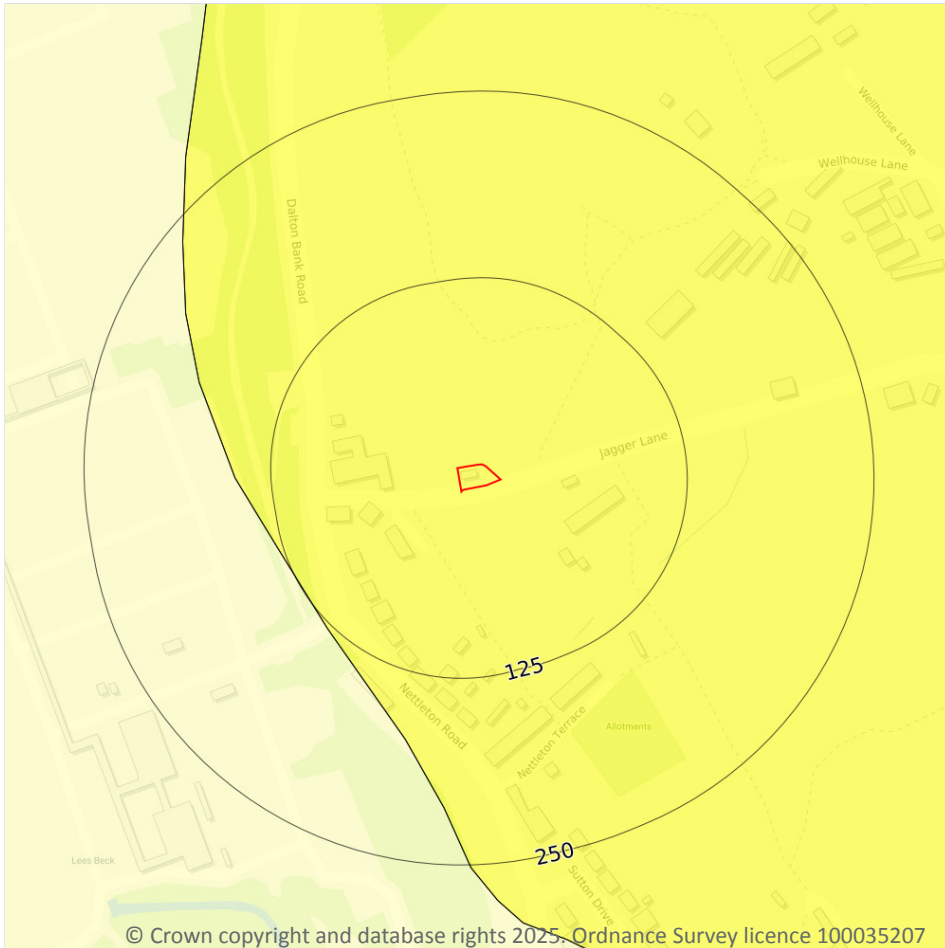 Wellhouse Lane
Wellhouse Lane
Dalton Bank Road
Jagger Lane
125
Nettleton Road
Nettleton Terrace
Allotments
250
Lees Beck
Sutton Drive
© Crown copyright and database rights 2025. Ordnance Survey licence 100035207